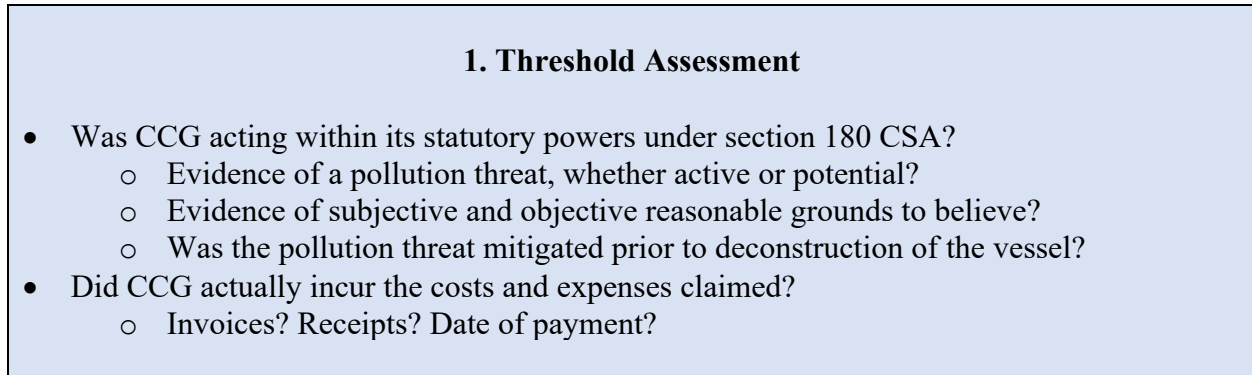 1. Threshold Assessment
• Was CCG acting within its statutory powers under section 180 CSA?
o Evidence of a pollution threat, whether active or potential?
o Evidence of subjective and objective reasonable grounds to believe?
o Was the pollution threat mitigated prior to deconstruction of the vessel?
• Did CCG actually incur the costs and expenses claimed?
o Invoices? Receipts? Date of payment?